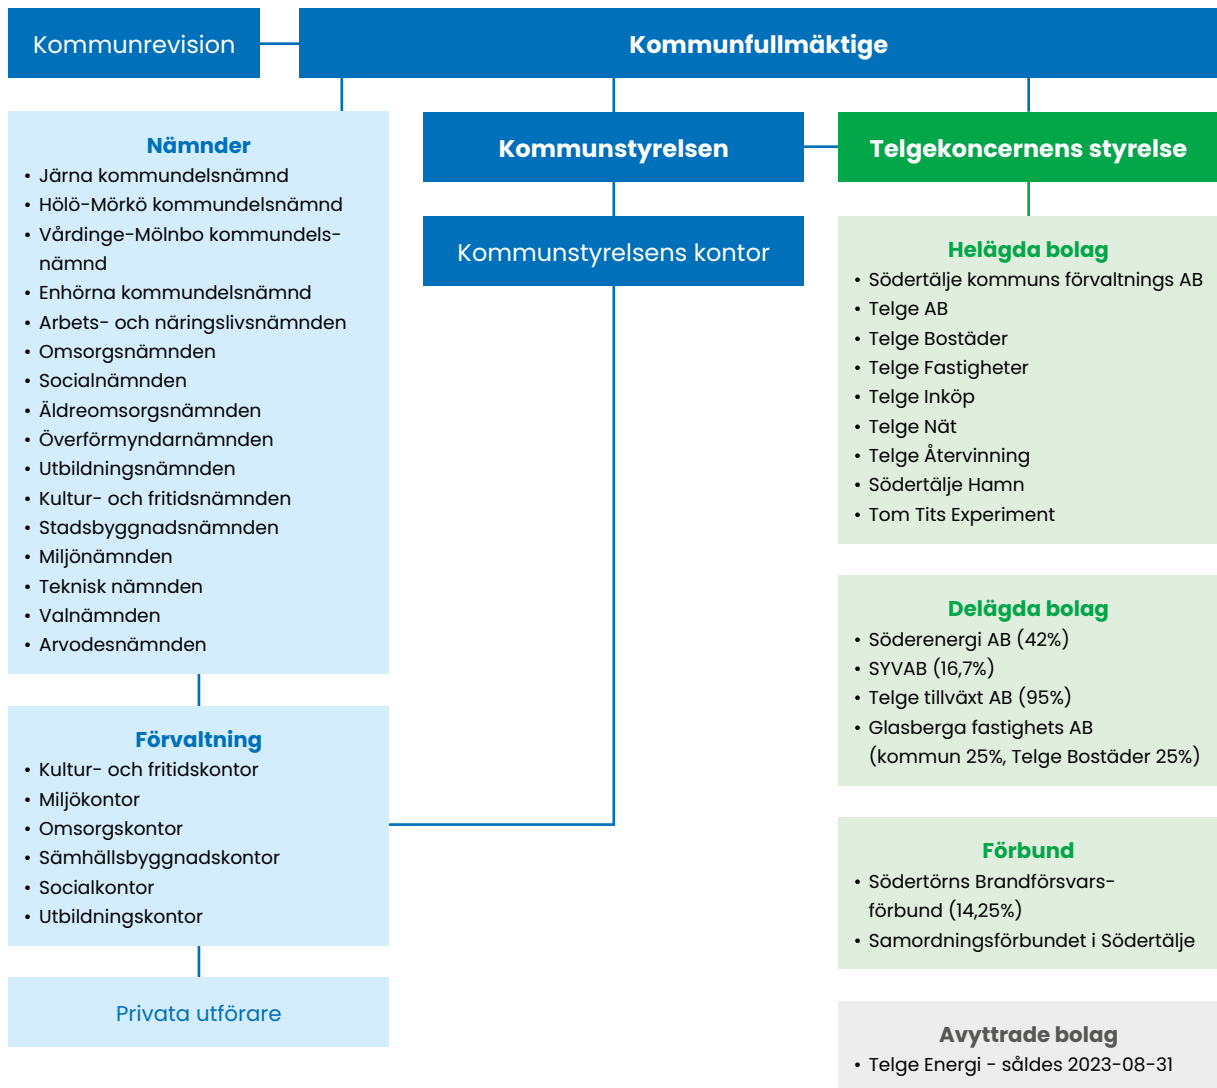 Kommunrevision
Kommunfullmäktige
Nämnder
• Järna kommundelsnämnd
• Hölö-Mörkö kommundelsnämnd
• Vårdinge-Mölnbo kommundels-
nämnd
• Enhörna kommundelsnämnd
• Arbets- och näringslivsnämnden
• Omsorgsnämnden
• Socialnämnden
• Äldreomsorgsnämnden
• Överförmyndarnämnden
• Utbildningsnämnden
• Kultur- och fritidsnämnden
• Stadsbyggnadsnämnden
• Miljönämnden
• Teknisk nämnden
• Valnämnden
• Arvodesnämnden
Förvaltning
• Kultur- och fritidskontor
• Miljökontor
• Omsorgskontor
• Sämhällsbyggnadskontor
• Socialkontor
• Utbildningskontor
Privata utförare
Kommunstyrelsen
Kommunstyrelsens kontor
Telgekoncernens styrelse
Helägda bolag
• Södertälje kommuns förvaltnings AB
• Telge AB
• Telge Bostäder
• Telge Fastigheter
• Telge Inköp
• Telge Nät
• Telge Återvinning
• Södertälje Hamn
• Tom Tits Experiment
Delägda bolag
• Söderenergi AB (42%)
• SYVAB (16,7%)
• Telge tillväxt AB (95%)
• Glasberga fastighets AB
(kommun 25%, Telge Bostäder 25%)
Förbund
• Södertörns Brandförsvars-
förbund (14,25%)
• Samordningsförbundet i Södertälje
Avyttrade bolag
• Telge Energi - såldes 2023-08-31